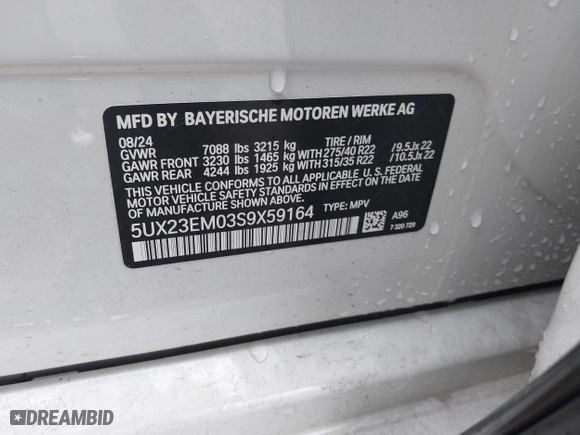 MFD BY BAYERISCHE MOTOREN WERKE AG
08/24 TIRE / RIM
GVWR 7088 lbs 3215 kg
GAWR FRONT 3230 lbs 1465 kg WITH 275/40 R22 /9.5Jx 22
GAWR REAR 4244 lbs 1925 kg WITH 315/35 R22 /10.5Jx 22
THIS VEHICLE CONFORMS TO ALL APPLICABLE U.S. FEDERAL
MOTOR VEHICLE SAFETY STANDARDS IN EFFECT ON THE DATE
OF MANUFACTURE SHOWN ABOVE.
5UX23EM03S9X59164 TYPE: MPV
A96
7 320 720
DREAMBID